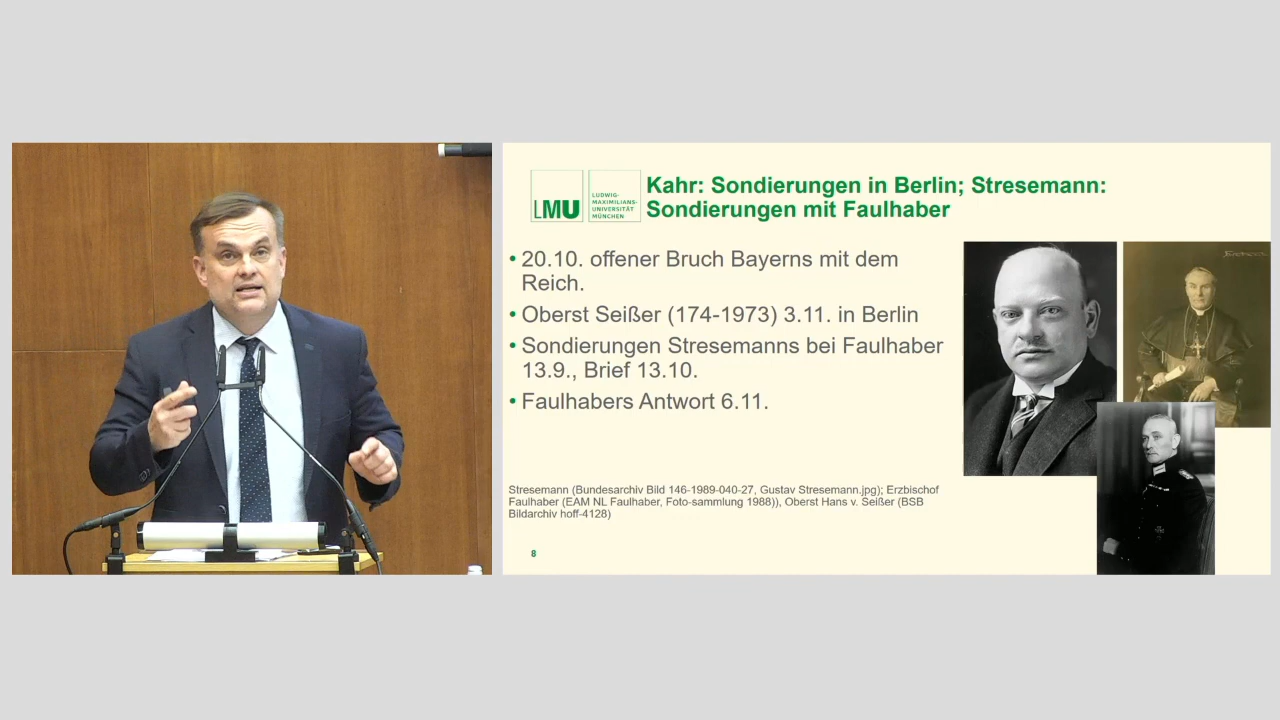 LMU
LUDWIG-
MAXIMILIANS-
UNIVERSITÄT
MÜNCHEN
Kahr: Sondierungen in Berlin; Stresemann:
Sondierungen mit Faulhaber
• 20.10. offener Bruch Bayerns mit dem
Reich.
• Oberst Seißer (174-1973) 3.11. in Berlin
• Sondierungen Stresemanns bei Faulhaber
13.9., Brief 13.10.
• Faulhabers Antwort 6.11.
Stresemann (Bundesarchiv Bild 146-1989-040-27, Gustav Stresemann.jpg); Erzbischof
Faulhaber (EAM NL Faulhaber, Foto-sammlung 1988)), Oberst Hans v. Seißer (BSB
Bildarchiv hoff-4128)
8